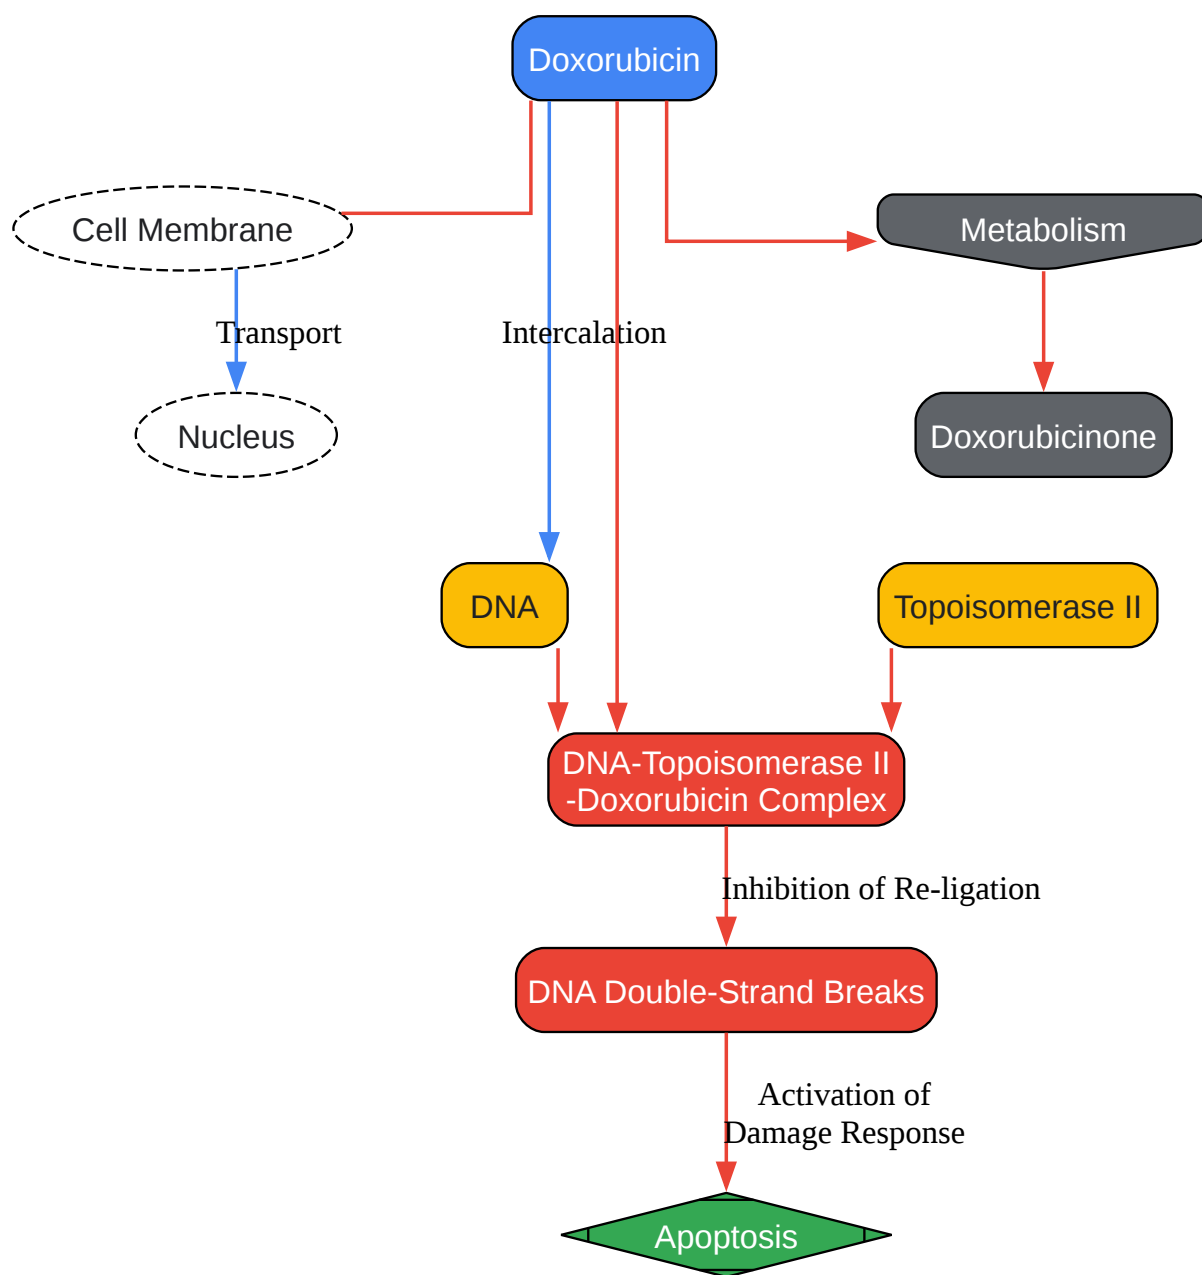 Doxorubicin
Cell Membrane
Metabolism
Transport
Intercalation
Nucleus
Doxorubicinone
DNA
Topoisomerase II
DNA-Topoisomerase II
-Doxorubicin Complex
Inhibition of Re-ligation
DNA Double-Strand Breaks
Activation of
Damage Response
Apoptosis